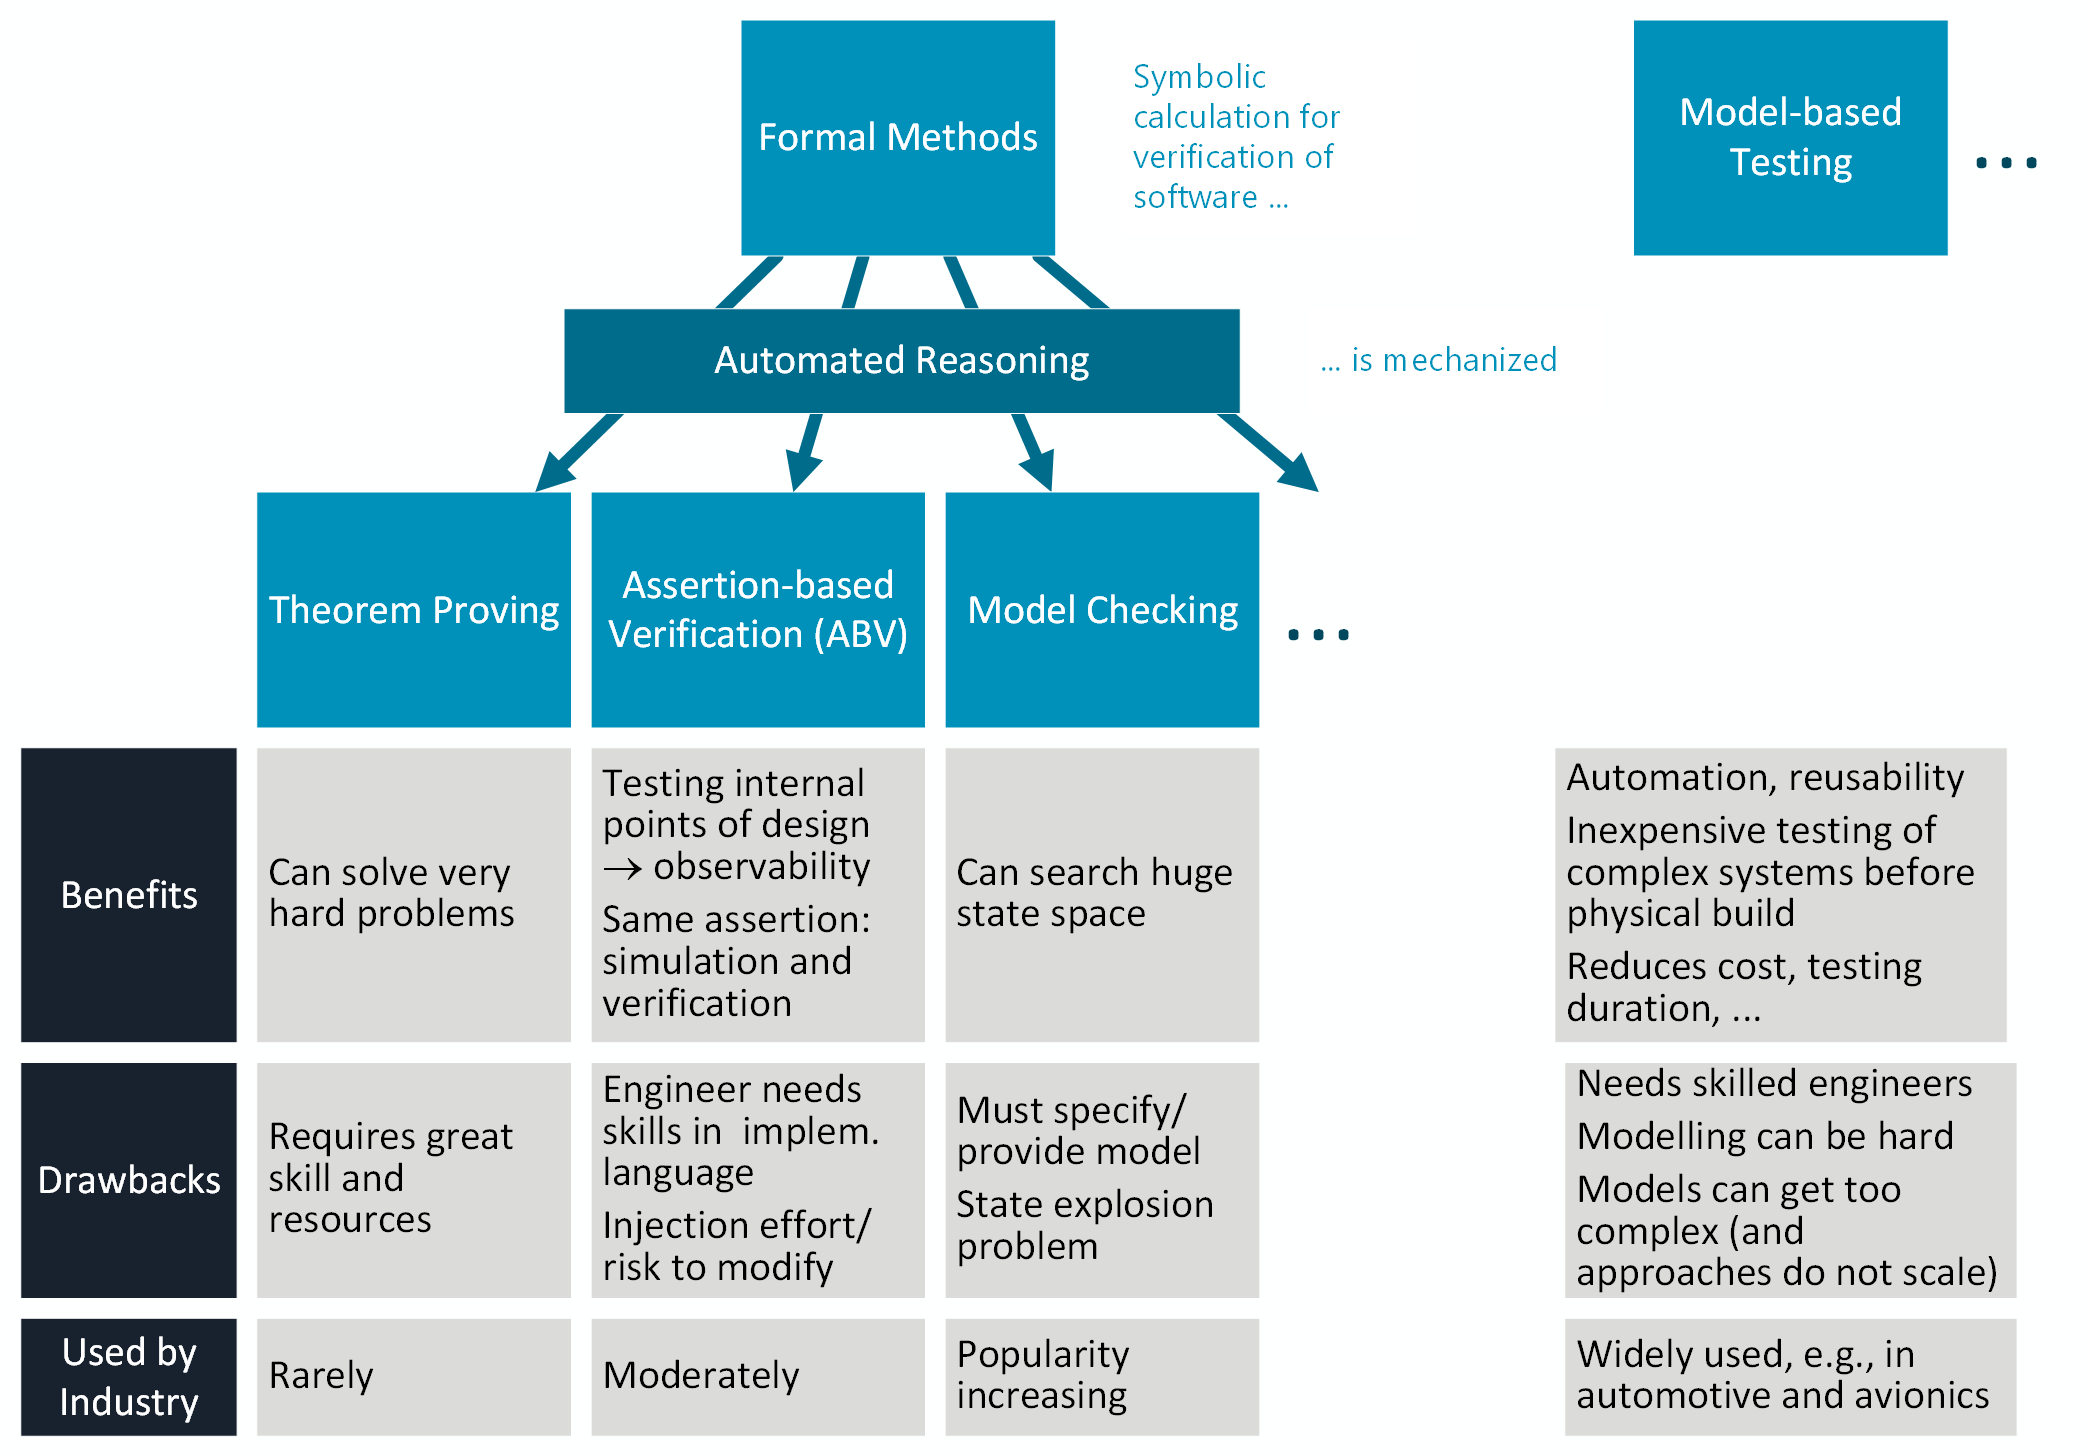 Formal Methods
Symbolic
calculation for
verification of
software ...
Model-based
Testing
...
Automated Reasoning
... is mechanized
Theorem Proving
Assertion-based
Verification (ABV)
Model Checking
...
Benefits
Can solve very
hard problems
Testing internal
points of design
→ observability
Same assertion:
simulation and
verification
Can search huge
state space
Automation, reusability
Inexpensive testing of
complex systems before
physical build
Reduces cost, testing
duration, ...
Drawbacks
Requires great
skill and
resources
Engineer needs
skills in  implem.
language
Injection effort/
risk to modify
Must specify/
provide model
State explosion
problem
Needs skilled engineers
Modelling can be hard
Models can get too
complex (and
approaches do not scale)
Used by
Industry
Rarely
Moderately
Popularity
increasing
Widely used, e.g., in
automotive and avionics